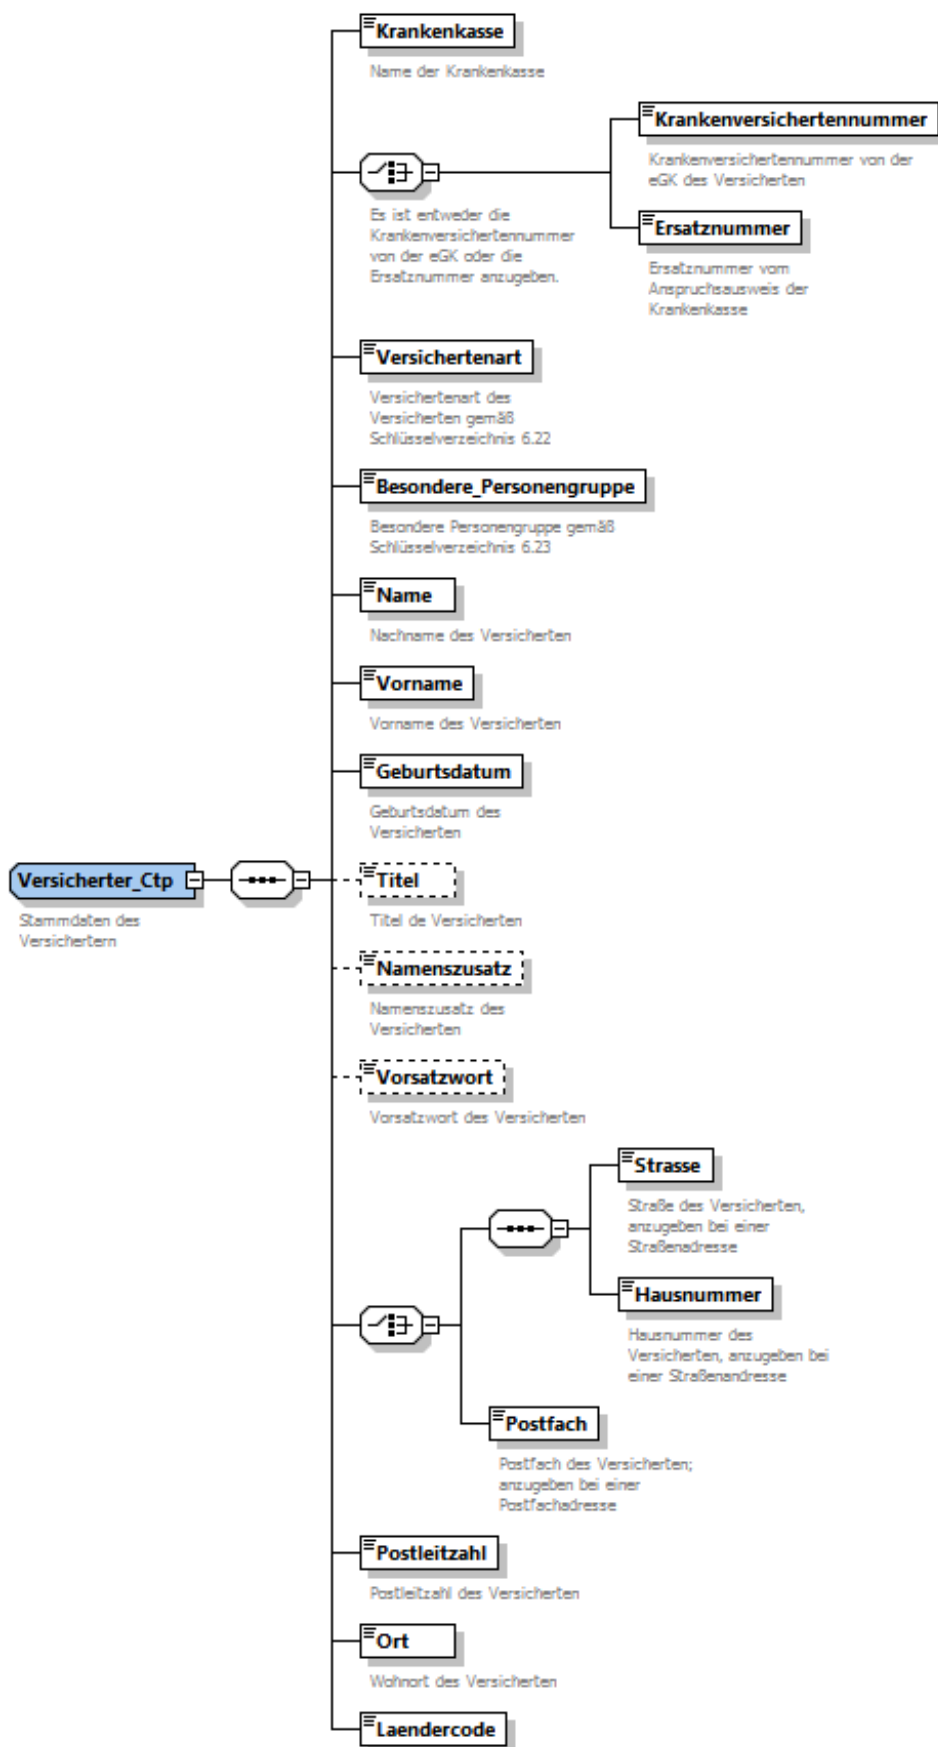 Krankenkasse
Name der Krankenkasse
Krankenversichertennummer
Krankenversichertennummer von der
eGK des Versicherten
Es ist entweder die
Krankenversichertennummer
von der eGK oder die
Ersatznummer anzugeben.
Ersatznummer
Ersatznummer vom
Anspruchsausweis der
Krankenkasse
Versichertenart
Versichertenart des
Versicherten gemäß
Schlüsselverzeichnis 6.22
Besondere_Personengruppe
Besondere Personengruppe gemäß
Schlüsselverzeichnis 6.23
Name
Nachname des Versicherten
Vorname
Vorname des Versicherten
Geburtsdatum
Geburtsdatum des
Versicherten
Versicherter_Ctp
Stammdaten des
Versichertern
Titel
Titel de Versicherten
Namenszusatz
Namenszusatz des
Versicherten
Vorsatzwort
Vorsatzwort des Versicherten
Strasse
Straße des Versicherten,
anzugeben bei einer
Straßenadresse
Hausnummer
Hausnummer des
Versicherten, anzugeben bei
einer Straßenandresse
Postfach
Postfach des Versicherten;
anzugeben bei einer
Postfachadresse
Postleitzahl
Postleitzahl des Versicherten
Ort
Wohnort des Versicherten
Laendercode